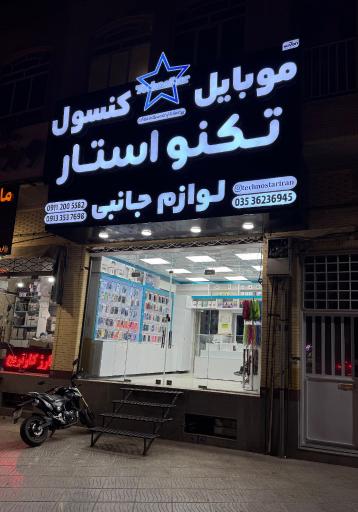 موبایل کنسول
تکنو استار
لوازم جانبی
@technostariran
035 36236945
0911 200 5582
0913 353 7698